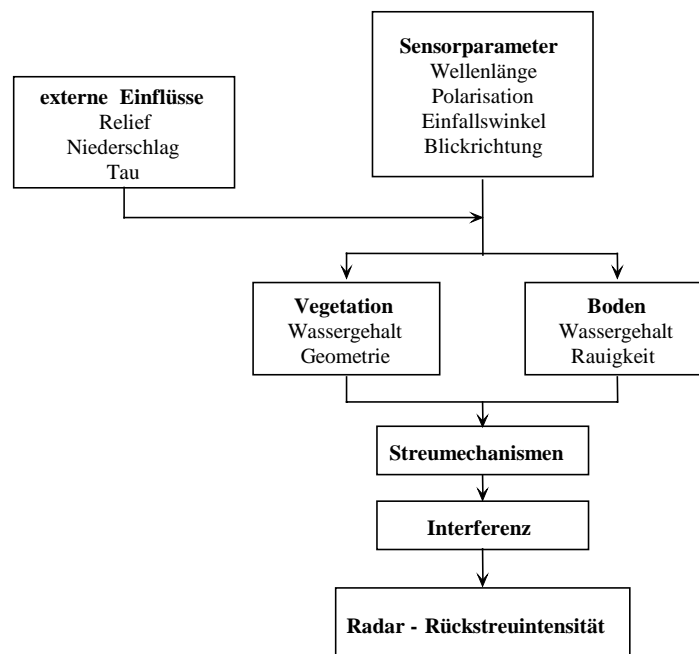 Sensorparameter
Wellenlänge
Polarisation
Einfallswinkel
Blickrichtung
externe Einflüsse
Relief
Niederschlag
Tau
Vegetation
Wassergehalt
Geometrie
Boden
Wassergehalt
Rauigkeit
Streumechanismen
Interferenz
Radar - Rückstreuintensität